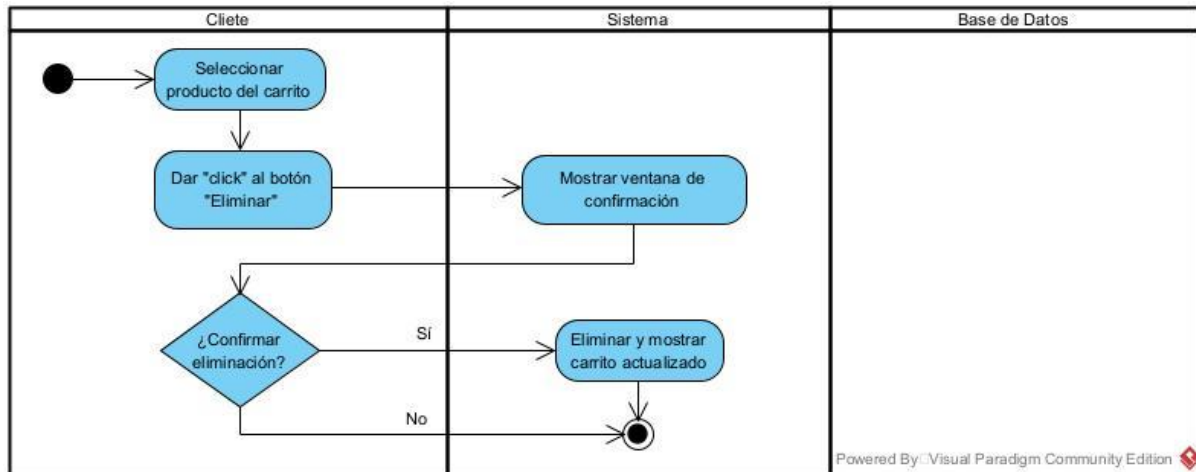 Cliete
Sistema
Base de Datos
Seleccionar
producto del carrito
Dar "click" al botón
"Eliminar"
Mostrar ventana de
confirmación
¿Confirmar
eliminación?
Sí
Eliminar y mostrar
carrito actualizado
No
Powered By Visual Paradigm Community Edition